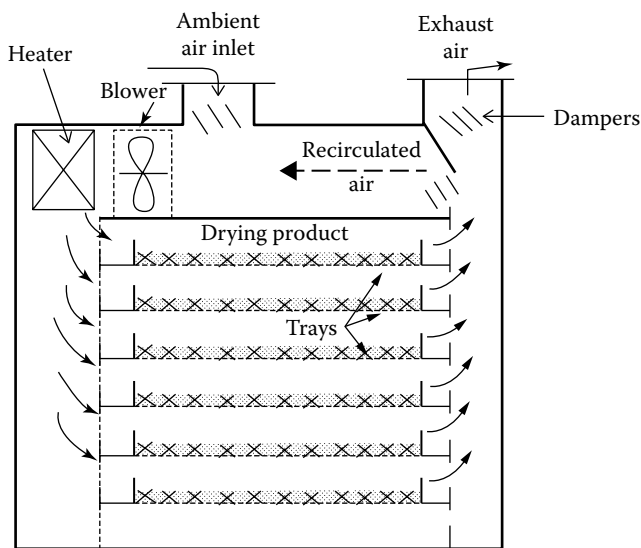 Ambient
air inlet
Exhaust
air
Heater
Blower
Dampers
Recirculated
air
Drying product
Trays